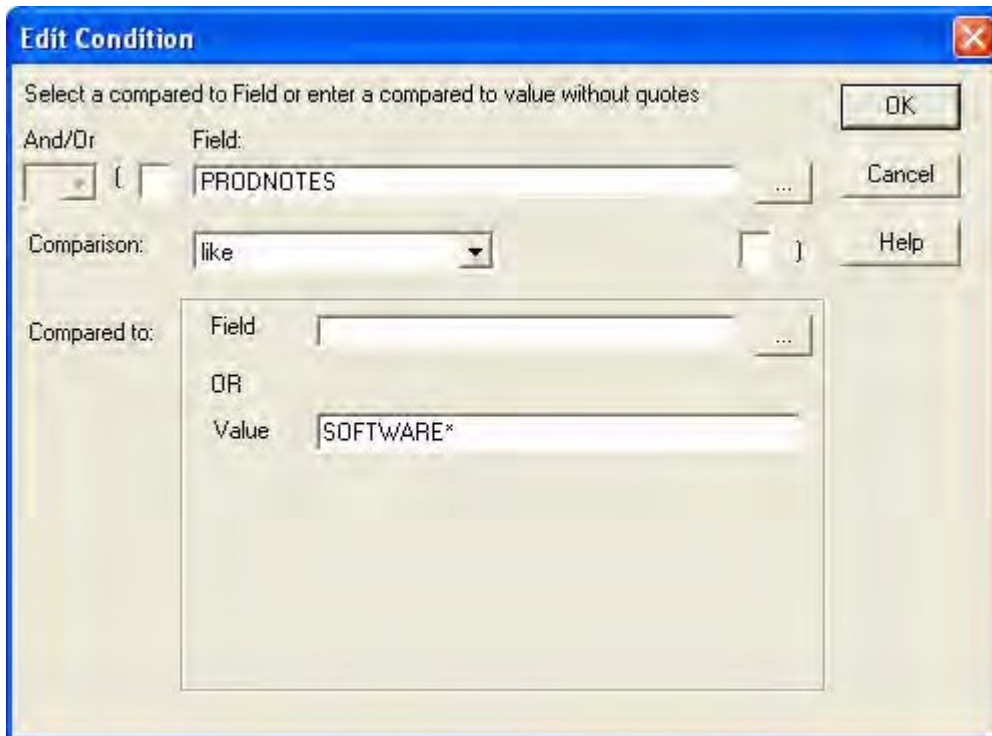 Edit Condition
Select a compared to Field or enter a compared to value without quotes
OK
And/Or Field:
( PRODNOTES ... Cancel
Comparison: like ) Help
Compared to: Field ...
OR
Value SOFTWARE*